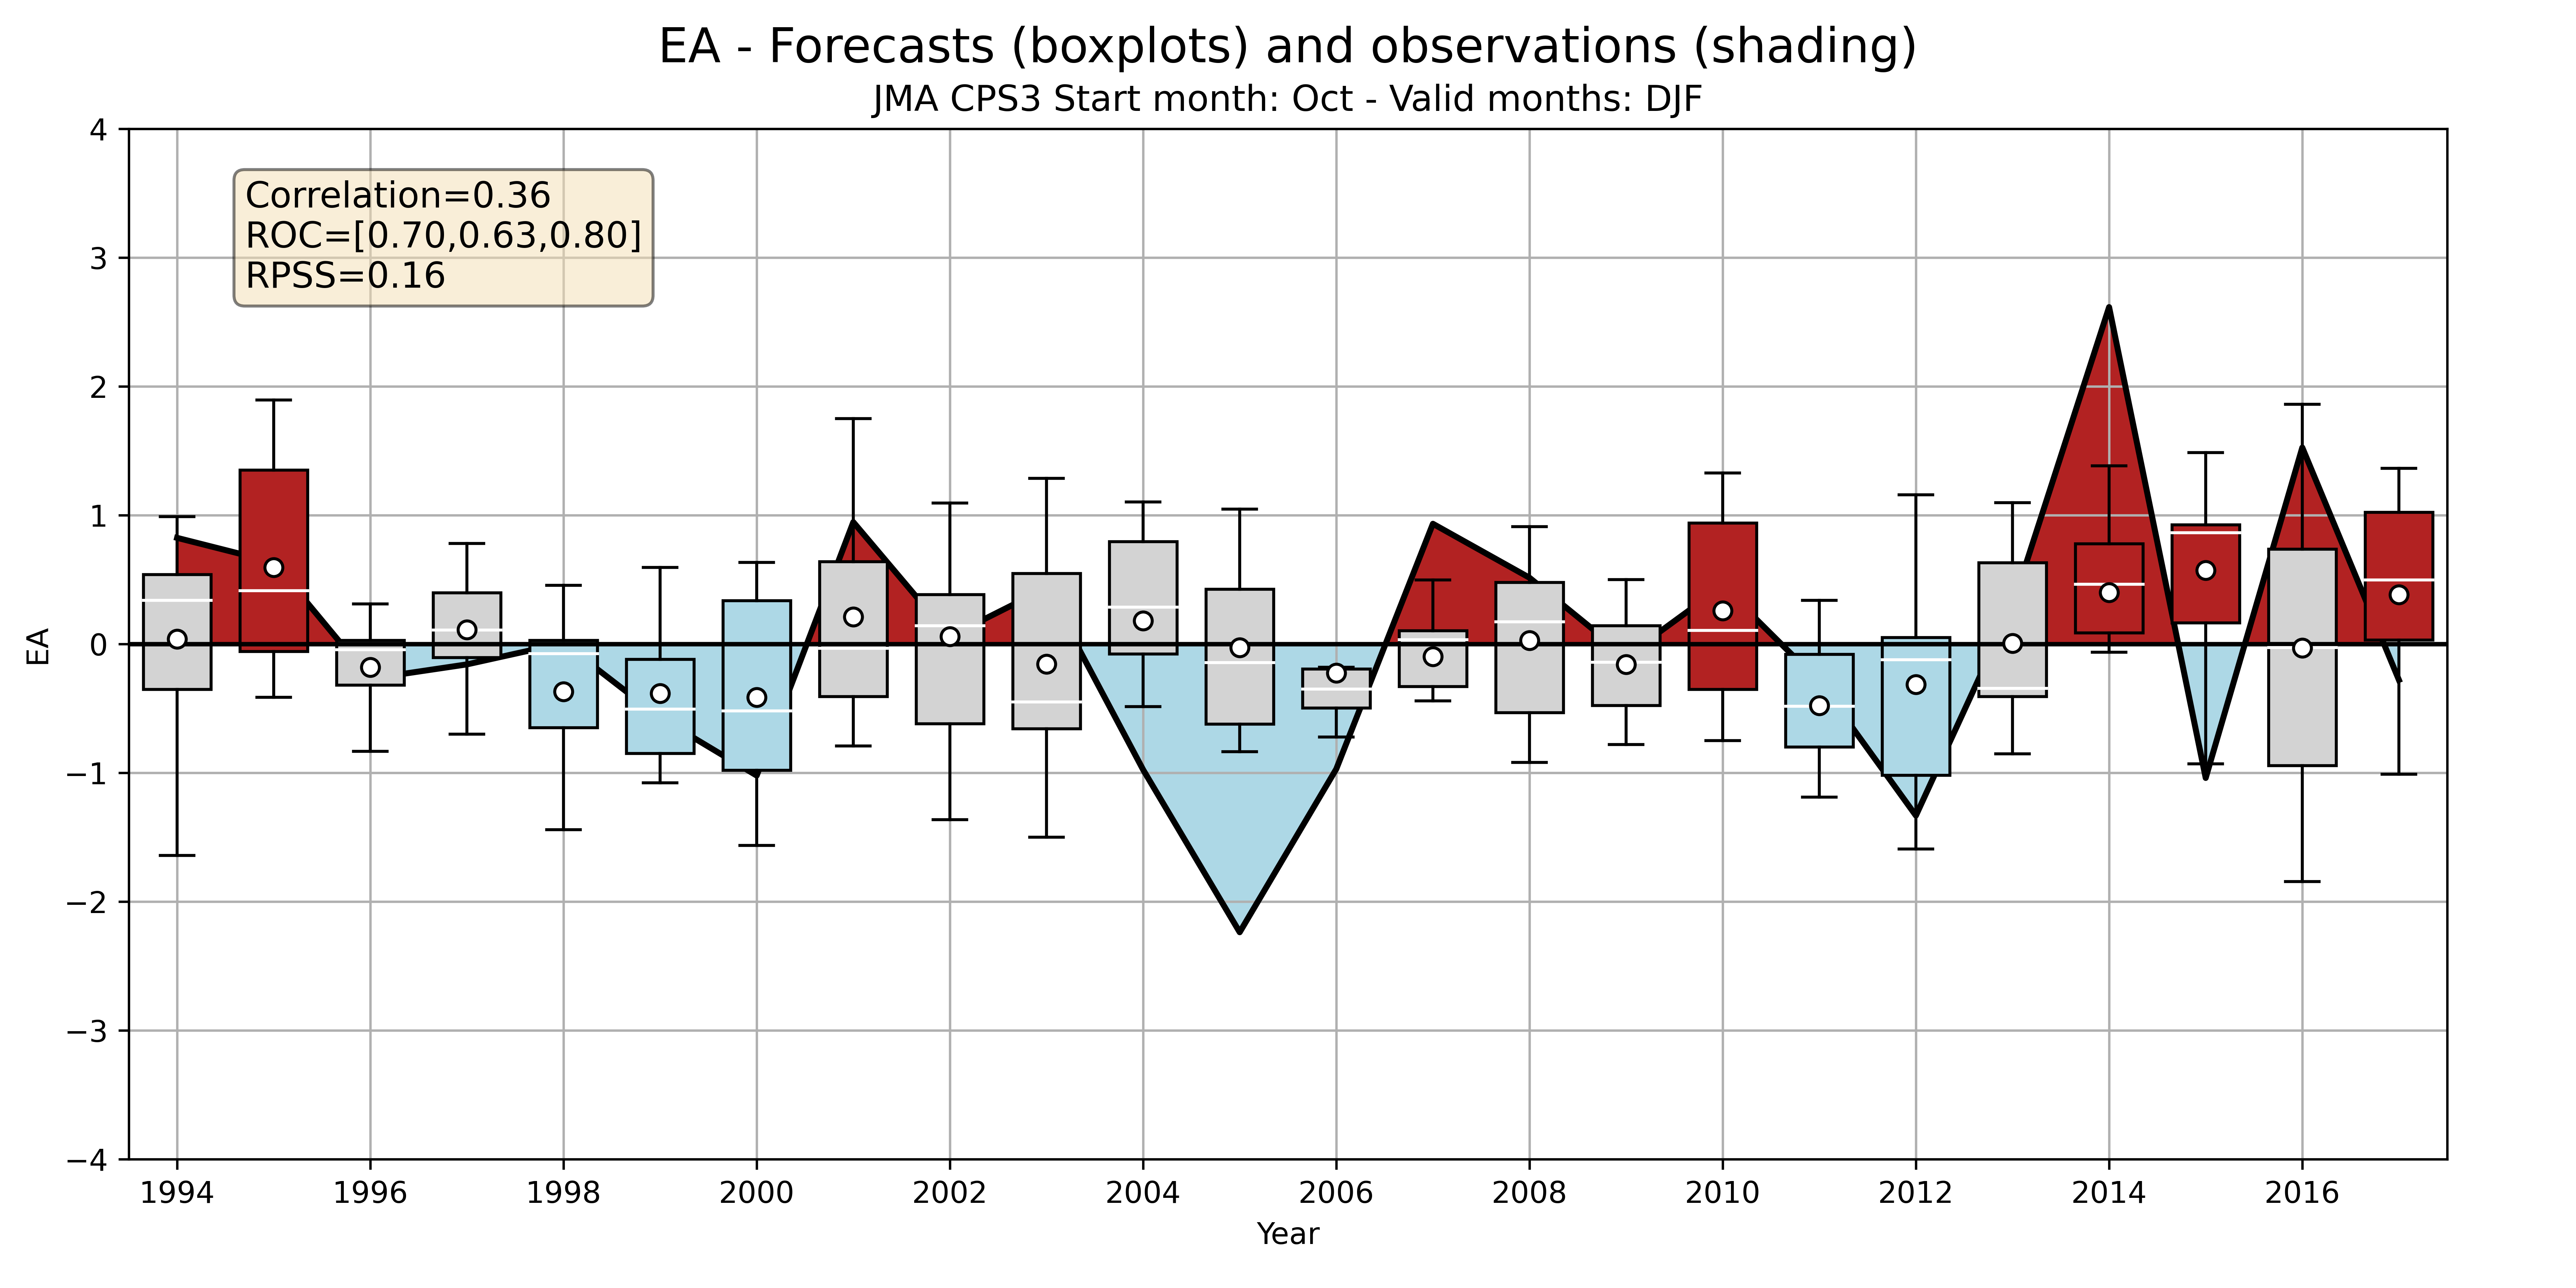 EA - Forecasts (boxplots) and observations (shading)
JMA CPS3 Start month: Oct - Valid months: DJF
Correlation=0.36
ROC=[0.70,0.63,0.80]
RPSS=0.16
EA
4
3
2
1
0
−1
−2
−3
−4
1994 1996 1998 2000 2002 2004 2006 2008 2010 2012 2014 2016
Year